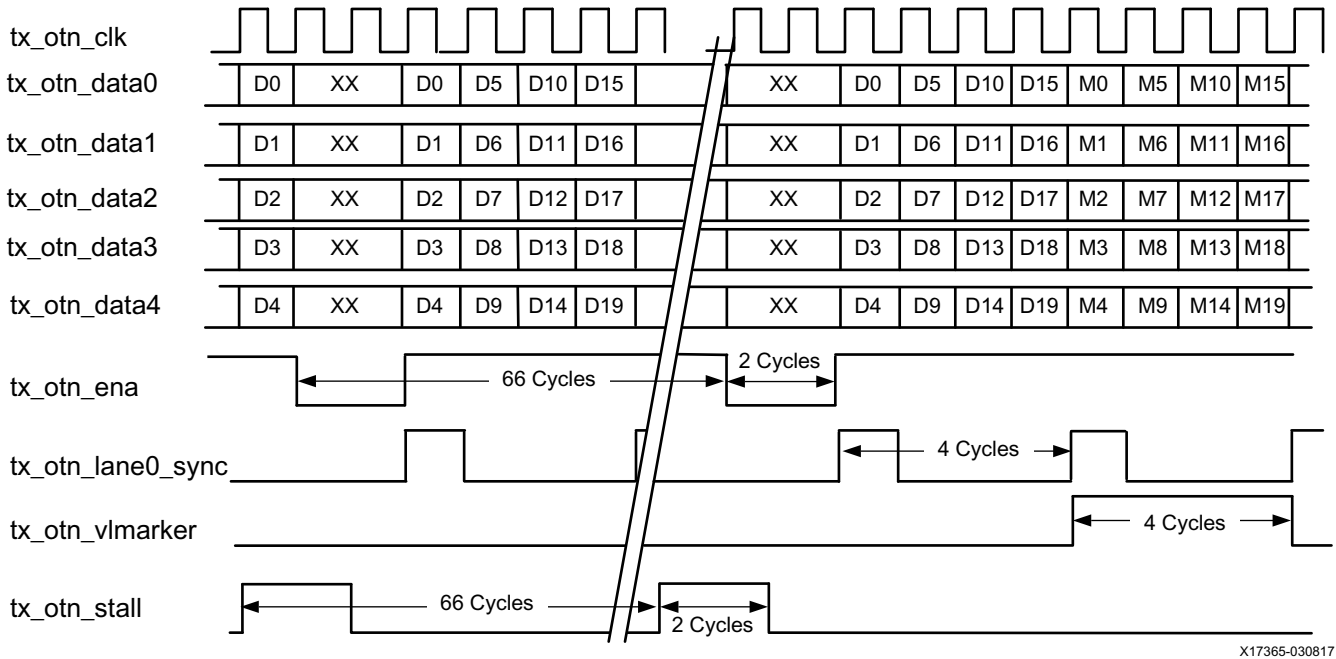 tx_otn_clk
tx_otn_data0 D0 XX D0 D5 D10 D15 XX D0 D5 D10 D15 M0 M5 M10 M15
tx_otn_data1 D1 XX D1 D6 D11 D16 XX D1 D6 D11 D16 M1 M6 M11 M16
tx_otn_data2 D2 XX D2 D7 D12 D17 XX D2 D7 D12 D17 M2 M7 M12 M17
tx_otn_data3 D3 XX D3 D8 D13 D18 XX D3 D8 D13 D18 M3 M8 M13 M18
tx_otn_data4 D4 XX D4 D9 D14 D19 XX D4 D9 D14 D19 M4 M9 M14 M19
tx_otn_ena 66 Cycles 2 Cycles
tx_otn_lane0_sync 4 Cycles
tx_otn_vlmarker 4 Cycles
tx_otn_stall 66 Cycles 2 Cycles
X17365-030817